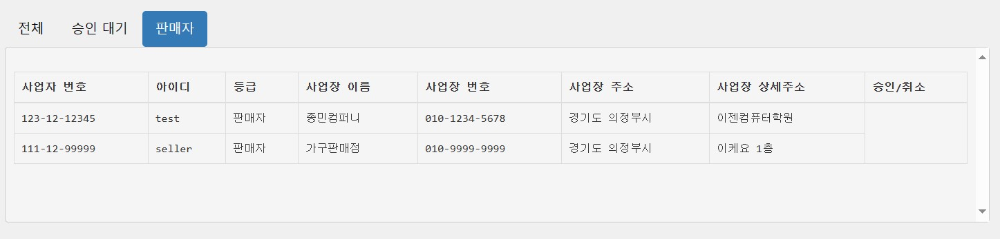 전체 승인 대기 판매자
사업자 번호 아이디 등급 사업장 이름 사업장 번호 사업장 주소 사업장 상세주소 승인/취소
123-12-12345 test 판매자 종민컴퍼니 010-1234-5678 경기도 의정부시 이젠컴퓨터학원
111-12-99999 seller 판매자 가구판매점 010-9999-9999 경기도 의정부시 이케요 1층